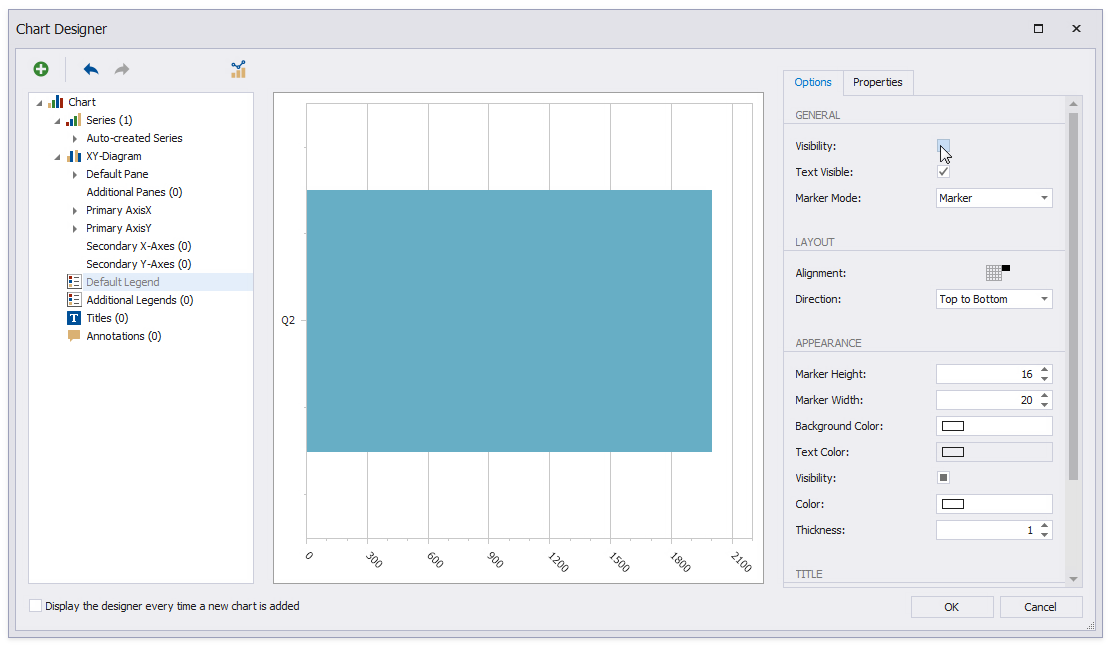 Chart Designer
Chart
Series (1)
Auto-created Series
XY-Diagram
Default Pane
Additional Panes (0)
Primary AxisX
Primary AxisY
Secondary X-Axes (0)
Secondary Y-Axes (0)
Default Legend
Additional Legends (0)
T Titles (0)
Annotations (0)
Q2
0 300 600 900 1200 1500 1800 2100
Options Properties
GENERAL
Visibility:
Text Visible:
Marker Mode: Marker
LAYOUT
Alignment:
Direction: Top to Bottom
APPEARANCE
Marker Height: 16
Marker Width: 20
Background Color:
Text Color:
Visibility:
Color:
Thickness: 1
TITLE
Display the designer every time a new chart is added
OK Cancel